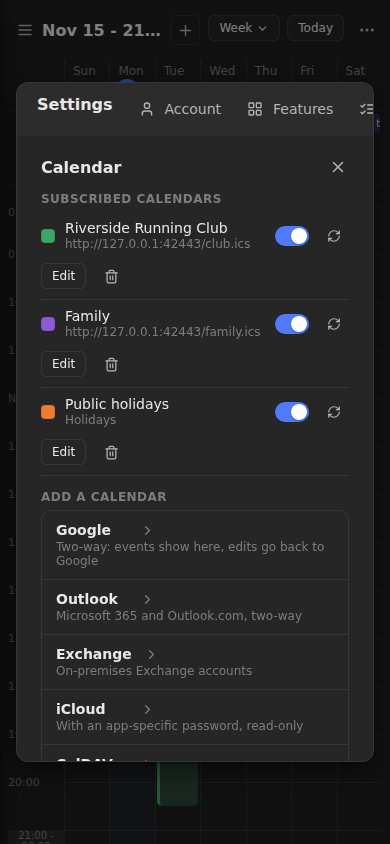 Nov 15 - 21…
Week
Today
Sun Mon Tue Wed Thu Fri Sat
Settings
Account
Features
Calendar
SUBSCRIBED CALENDARS
Riverside Running Club
http://127.0.0.1:42443/club.ics
Edit
Family
http://127.0.0.1:42443/family.ics
Edit
Public holidays
Holidays
Edit
ADD A CALENDAR
Google
Two-way: events show here, edits go back to
Google
Outlook
Microsoft 365 and Outlook.com, two-way
Exchange
On-premises Exchange accounts
iCloud
With an app-specific password, read-only
CalDAV
20:00
21:00 -